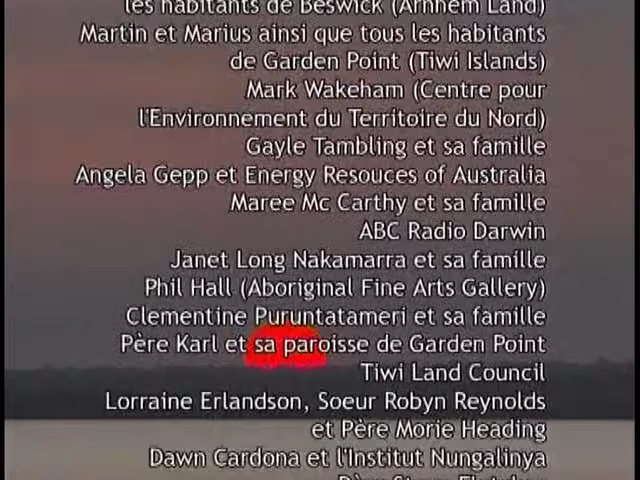 les habitants de Beswick (Arnhem Land)
Martin et Marius ainsi que tous les habitants
de Garden Point (Tiwi Islands)
Mark Wakeham (Centre pour
l'Environnement du Territoire du Nord)
Gayle Tambling et sa famille
Angela Gepp et Energy Resouces of Australia
Maree Mc Carthy et sa famille
ABC Radio Darwin
Janet Long Nakamarra et sa famille
Phil Hall (Aboriginal Fine Arts Gallery)
Clementine Puruntatameri et sa famille
Père Karl et sa paroisse de Garden Point
Tiwi Land Council
Lorraine Erlandson, Soeur Robyn Reynolds
et Père Morie Heading
Dawn Cardona et l'Institut Nungalinya